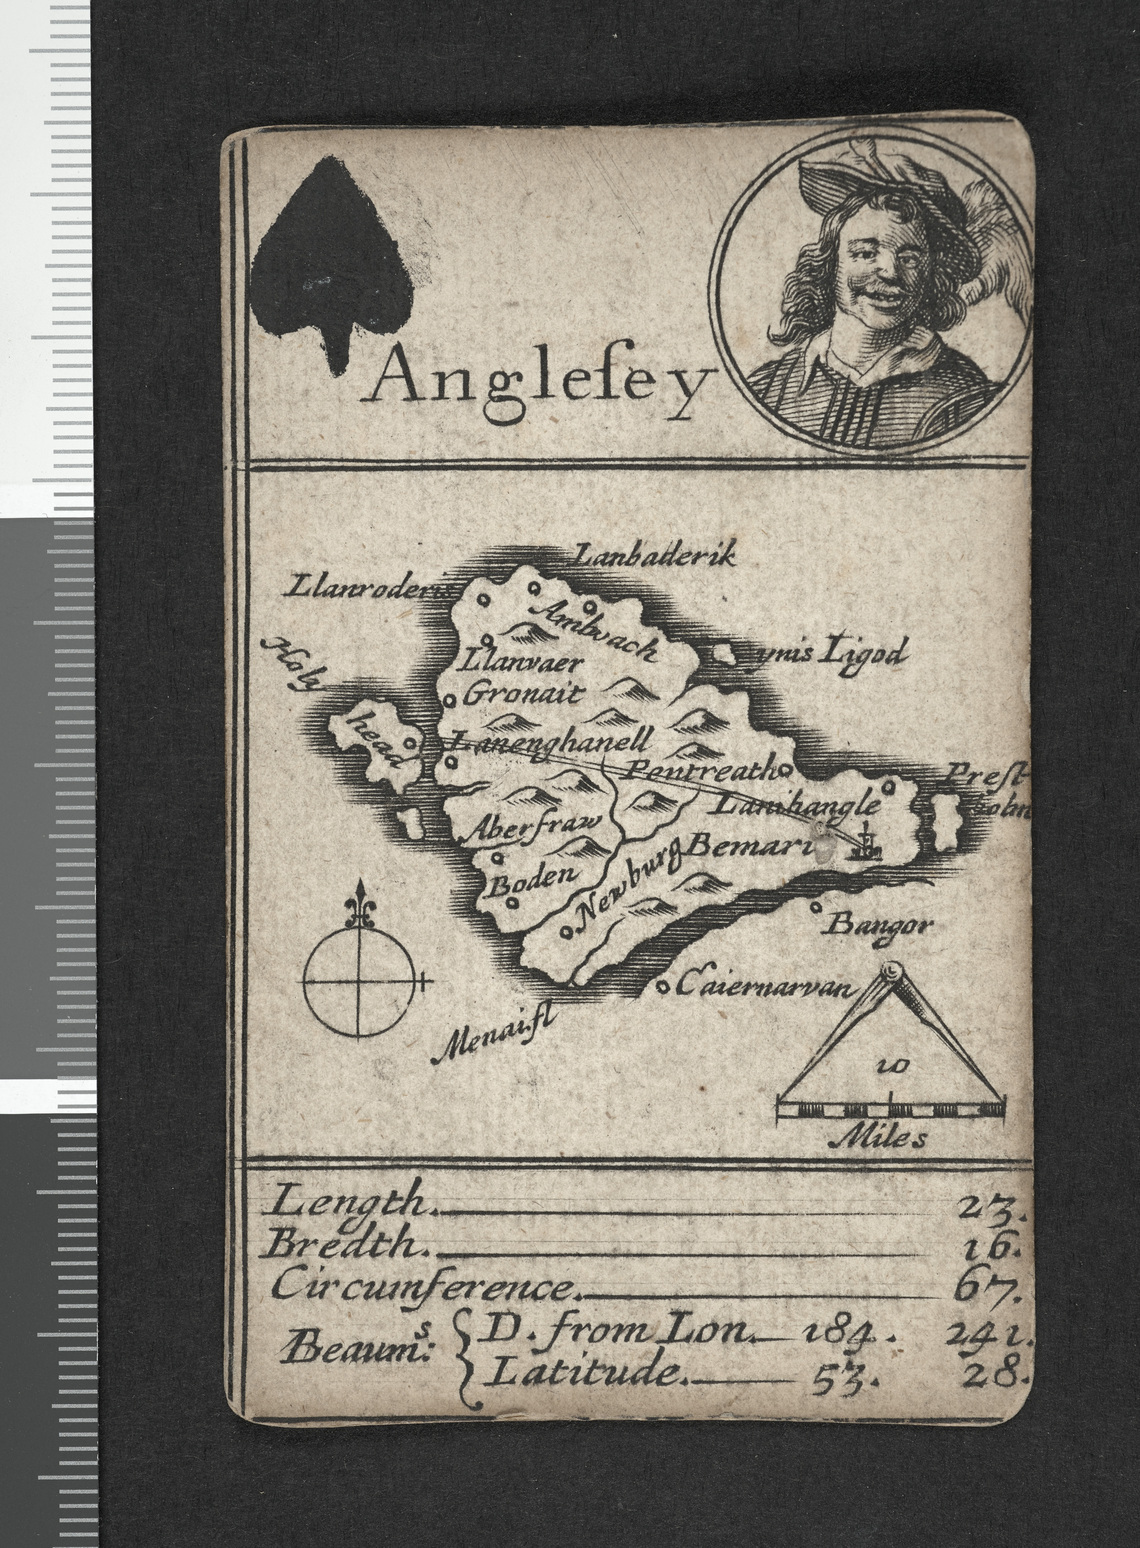 Angleſey
Lanbaderik
Llanroderi
Ambwach
ynis Ligod
Holy
head
Llanvaer
Gronait
Lanenghanell
Pentreath
Preſt-
holm
Lanihangle
Aberfraw
Bemari
Newburg
Boden
Bangor
Caiernarvan
Menai.fl
10
Miles
Length. 23.
Bredth. 16.
Circumference. 67.
Beaum:s { D. from Lon. 184. 241.
Latitude. 53. 28.